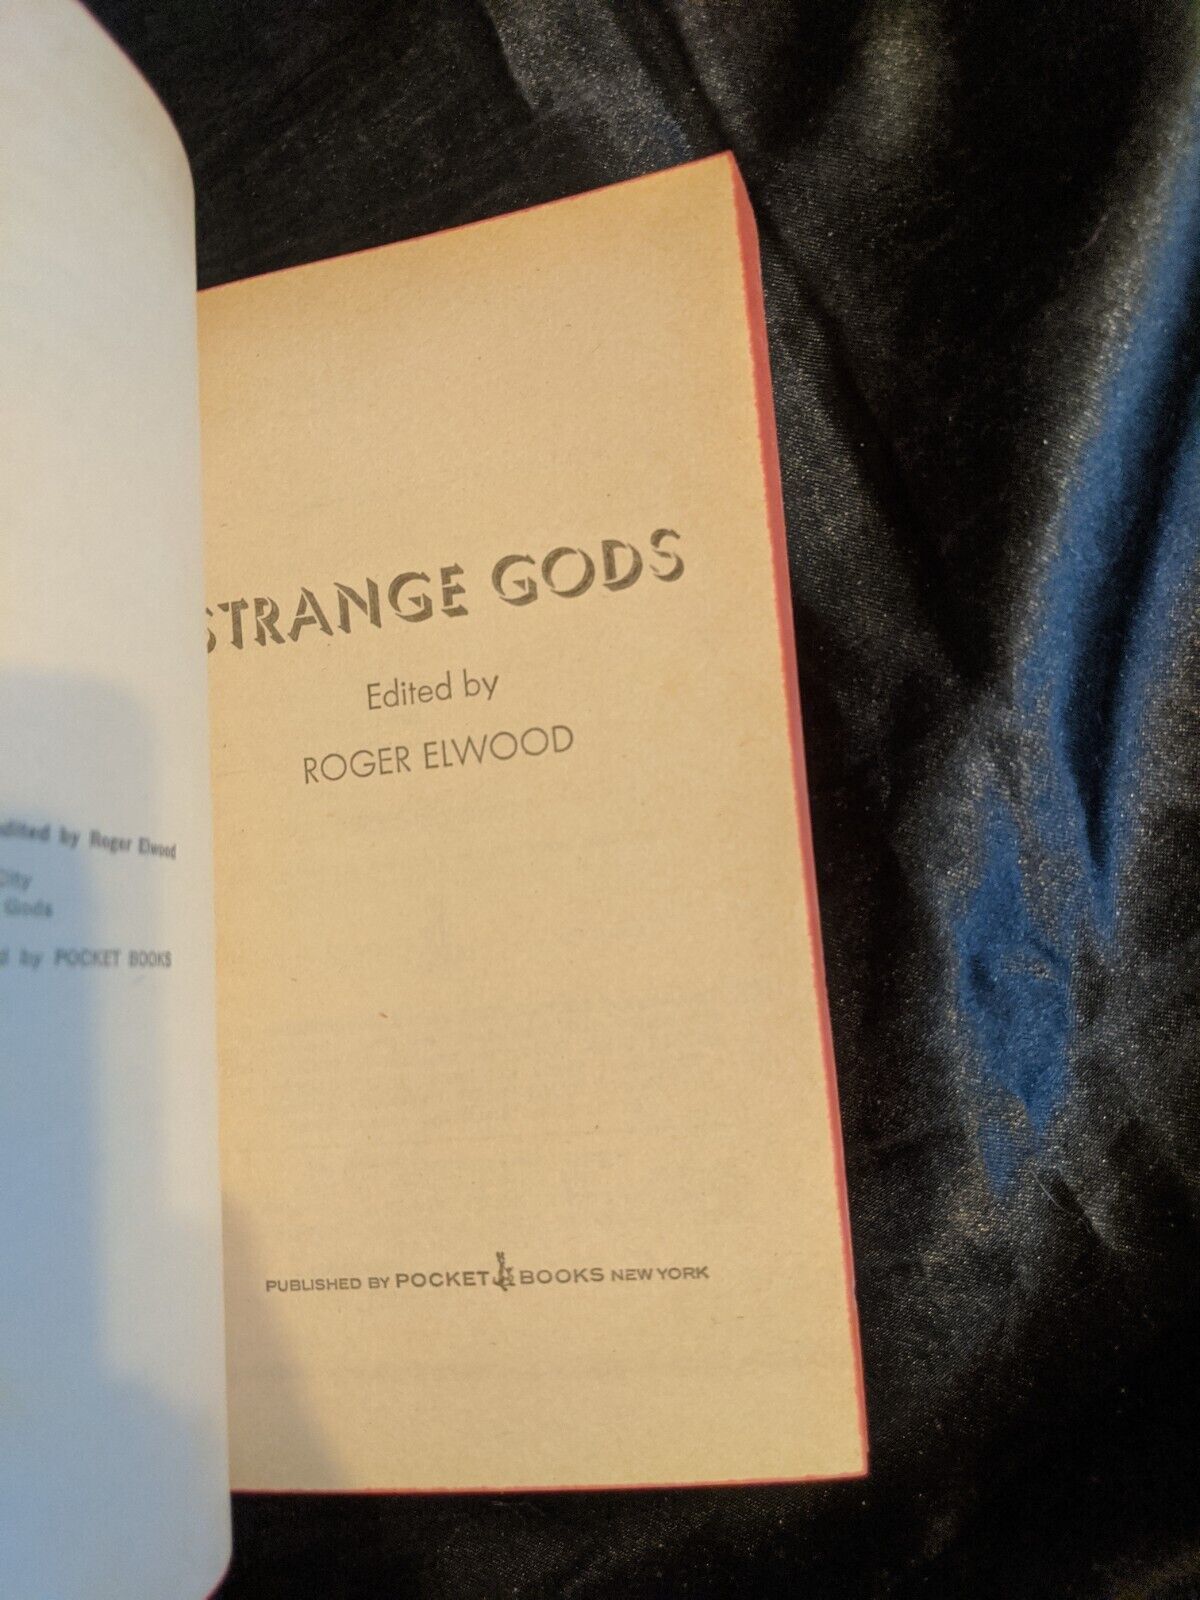 edited by Roger Elwood
City
Gods
by POCKET BOOKS
STRANGE GODS
Edited by
ROGER ELWOOD
PUBLISHED BY POCKET BOOKS NEW YORK